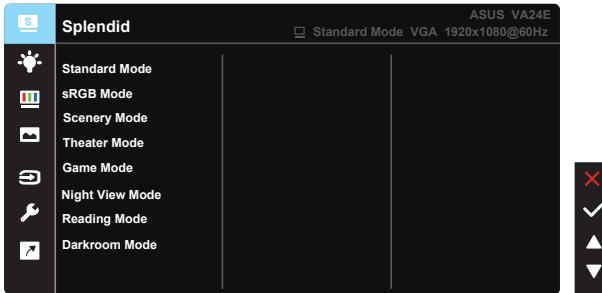 S
Splendid
ASUS VA24E
Standard Mode VGA 1920x1080@60Hz
Standard Mode
sRGB Mode
Scenery Mode
Theater Mode
Game Mode
Night View Mode
Reading Mode
Darkroom Mode